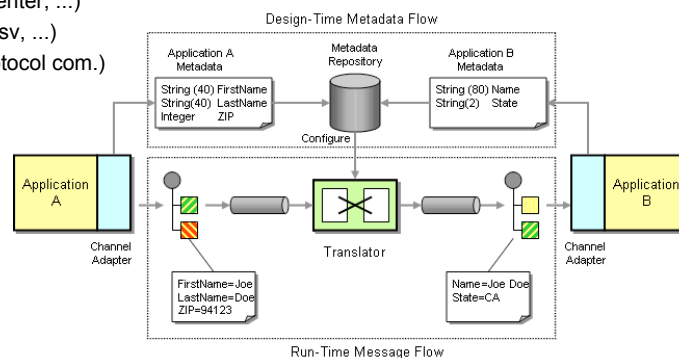 enter, ...)
sv, ...)
otocol com.)
Design-Time Metadata Flow
Application A
Metadata
Metadata
Repository
Application B
Metadata
String (40) FirstName
String(40) LastName
Integer ZIP
String (80) Name
String(2) State
Configure
Application
A
Application
B
Channel
Adapter
Translator
Channel
Adapter
FirstName=Joe
LastName=Doe
ZIP=94123
Name=Joe Doe
State=CA
Run-Time Message Flow